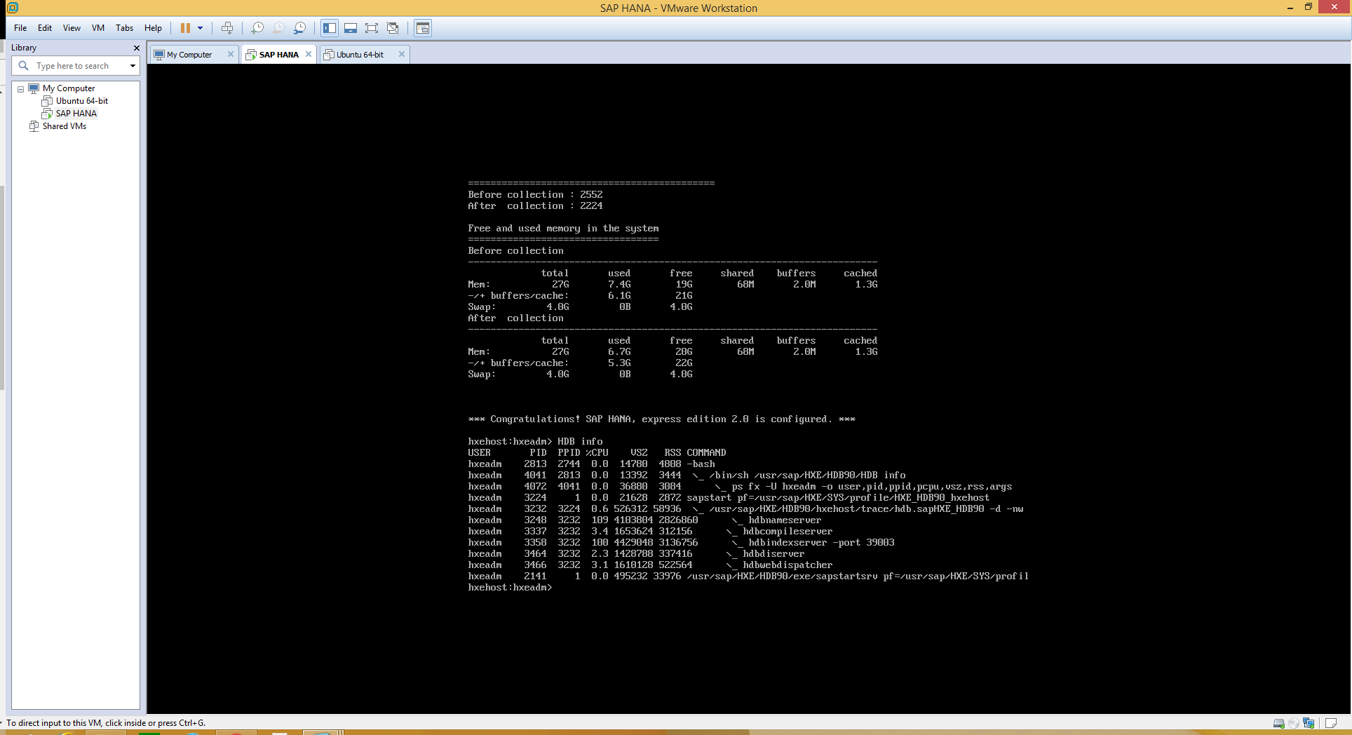 SAP HANA - VMware Workstation
File Edit View VM Tabs Help
Library
Type here to search
My Computer
Ubuntu 64-bit
SAP HANA
Shared VMs
My Computer SAP HANA Ubuntu 64-bit
============================================
Before collection : 2552
After  collection : 2224
Free and used memory in the system
==================================
Before collection
-------------------------------------------------------------------------
             total       used       free     shared    buffers     cached
Mem:           27G       7.4G        19G        68M       2.0M       1.3G
-/+ buffers/cache:       6.1G        21G
Swap:         4.0G         0B       4.0G
After  collection
-------------------------------------------------------------------------
             total       used       free     shared    buffers     cached
Mem:           27G       6.7G        20G        68M       2.0M       1.3G
-/+ buffers/cache:       5.3G        22G
Swap:         4.0G         0B       4.0G
*** Congratulations! SAP HANA, express edition 2.0 is configured. ***
hxehost:hxeadm> HDB info
USER       PID  PPID %CPU    VSZ   RSS COMMAND
hxeadm    2813  2744  0.0  14780  4808 -bash
hxeadm    4041  2813  0.0  13392  3444  \_ /bin/sh /usr/sap/HXE/HDB90/HDB info
hxeadm    4072  4041  0.0  36880  3084      \_ ps fx -U hxeadm -o user,pid,ppid,pcpu,vsz,rss,args
hxeadm    3224     1  0.0  21628  2872 sapstart pf=/usr/sap/HXE/SYS/profile/HXE_HDB90_hxehost
hxeadm    3232  3224  0.6 526312 58936  \_ /usr/sap/HXE/HDB90/hxehost/trace/hdb.sapHXE_HDB90 -d -nw
hxeadm    3248  3232  109 4103804 2826860      \_ hdbnameserver
hxeadm    3337  3232  3.4 1653624 312156      \_ hdbcompileserver
hxeadm    3358  3232  100 4429048 3136756      \_ hdbindexserver -port 39003
hxeadm    3464  3232  2.3 1428788 337416      \_ hdbdiserver
hxeadm    3466  3232  3.1 1610128 522564      \_ hdbwebdispatcher
hxeadm    2141     1  0.0 495232 33976 /usr/sap/HXE/HDB90/exe/sapstartsrv pf=/usr/sap/HXE/SYS/profil
hxehost:hxeadm>
To direct input to this VM, click inside or press Ctrl+G.